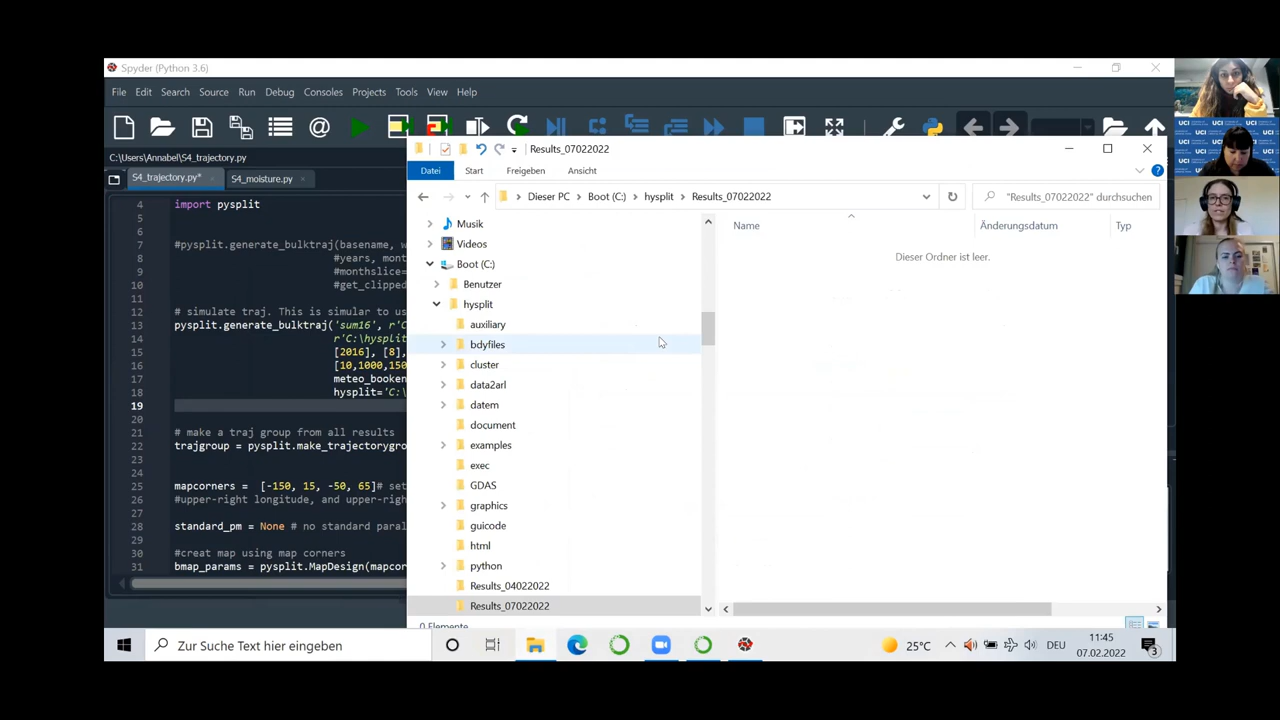 Spyder (Python 3.6)
File Edit Search Source Run Debug Consoles Projects Tools View Help
C:\Users\Annabel\S4_trajectory.py
S4_trajectory.py*
S4_moisture.py
4 import pysplit
5
6
7 #pysplit.generate_bulktraj(basename, w
8 #years, mont
9 #monthslice=
10 #get_clipped
11
12 # simulate traj. This is similar to us
13 pysplit.generate_bulktraj('sum16', r'C
14 r'C:\hysplit
15 [2016], [8],
16 [10,1000,150
17 meteo_booken
18 hysplit='C:\
19
20
21 # make a traj group from all results
22 trajgroup = pysplit.make_trajectorygro
23
24
25 mapcorners = [-150, 15, -50, 65]# set
26 #upper-right longitude, and upper-righ
27
28 standard_pm = None # no standard paral
29
30 #creat map using map corners
31 bmap_params = pysplit.MapDesign(mapcor
Results_07022022
Datei Start Freigeben Ansicht
Dieser PC > Boot (C:) > hysplit > Results_07022022
"Results_07022022" durchsuchen
Musik
Videos
Boot (C:)
Benutzer
hysplit
auxiliary
bdyfiles
cluster
data2arl
datem
document
examples
exec
GDAS
graphics
guicode
html
python
Results_04022022
Results_07022022
Name Änderungsdatum Typ
Dieser Ordner ist leer.
0 Elemente
Zur Suche Text hier eingeben
25°C
DEU
11:45
07.02.2022
3
UCI
UCI
UCI